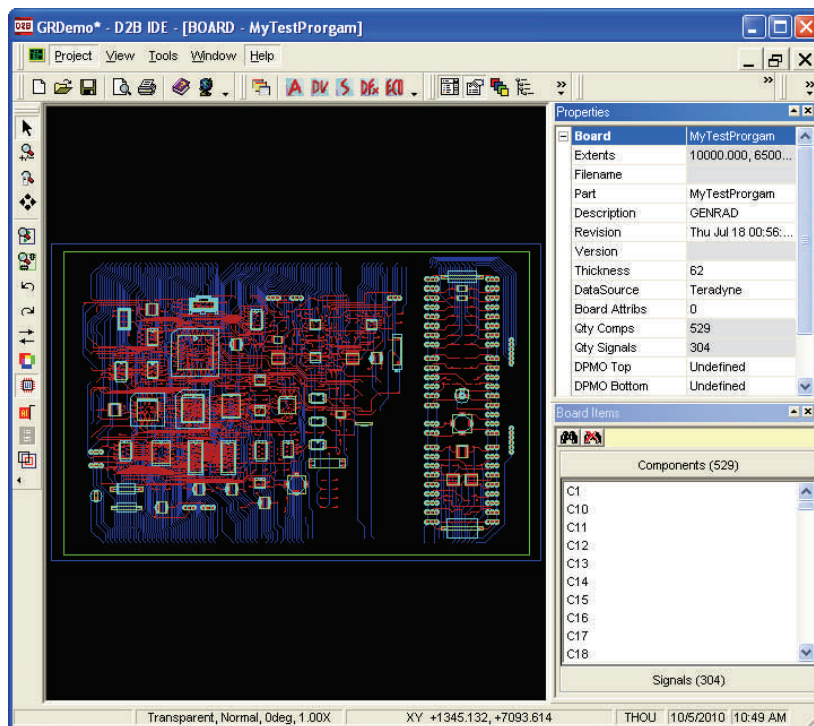 D2B GRDemo* - D2B IDE - [BOARD - MyTestProrgam]
Project View Tools Window Help
A DV S DFx ECO
Properties
Board MyTestProrgam
Extents 10000.000, 6500...
Filename
Part MyTestProrgam
Description GENRAD
Revision Thu Jul 18 00:56:...
Version
Thickness 62
DataSource Teradyne
Board Attribs 0
Qty Comps 529
Qty Signals 304
DPMO Top Undefined
DPMO Bottom Undefined
Board Items
Components (529)
C1
C10
C11
C12
C13
C14
C15
C16
C17
C18
Signals (304)
Transparent, Normal, 0deg, 1.00X XY +1345.132, +7093.614 THOU 10/5/2010 10:49 AM